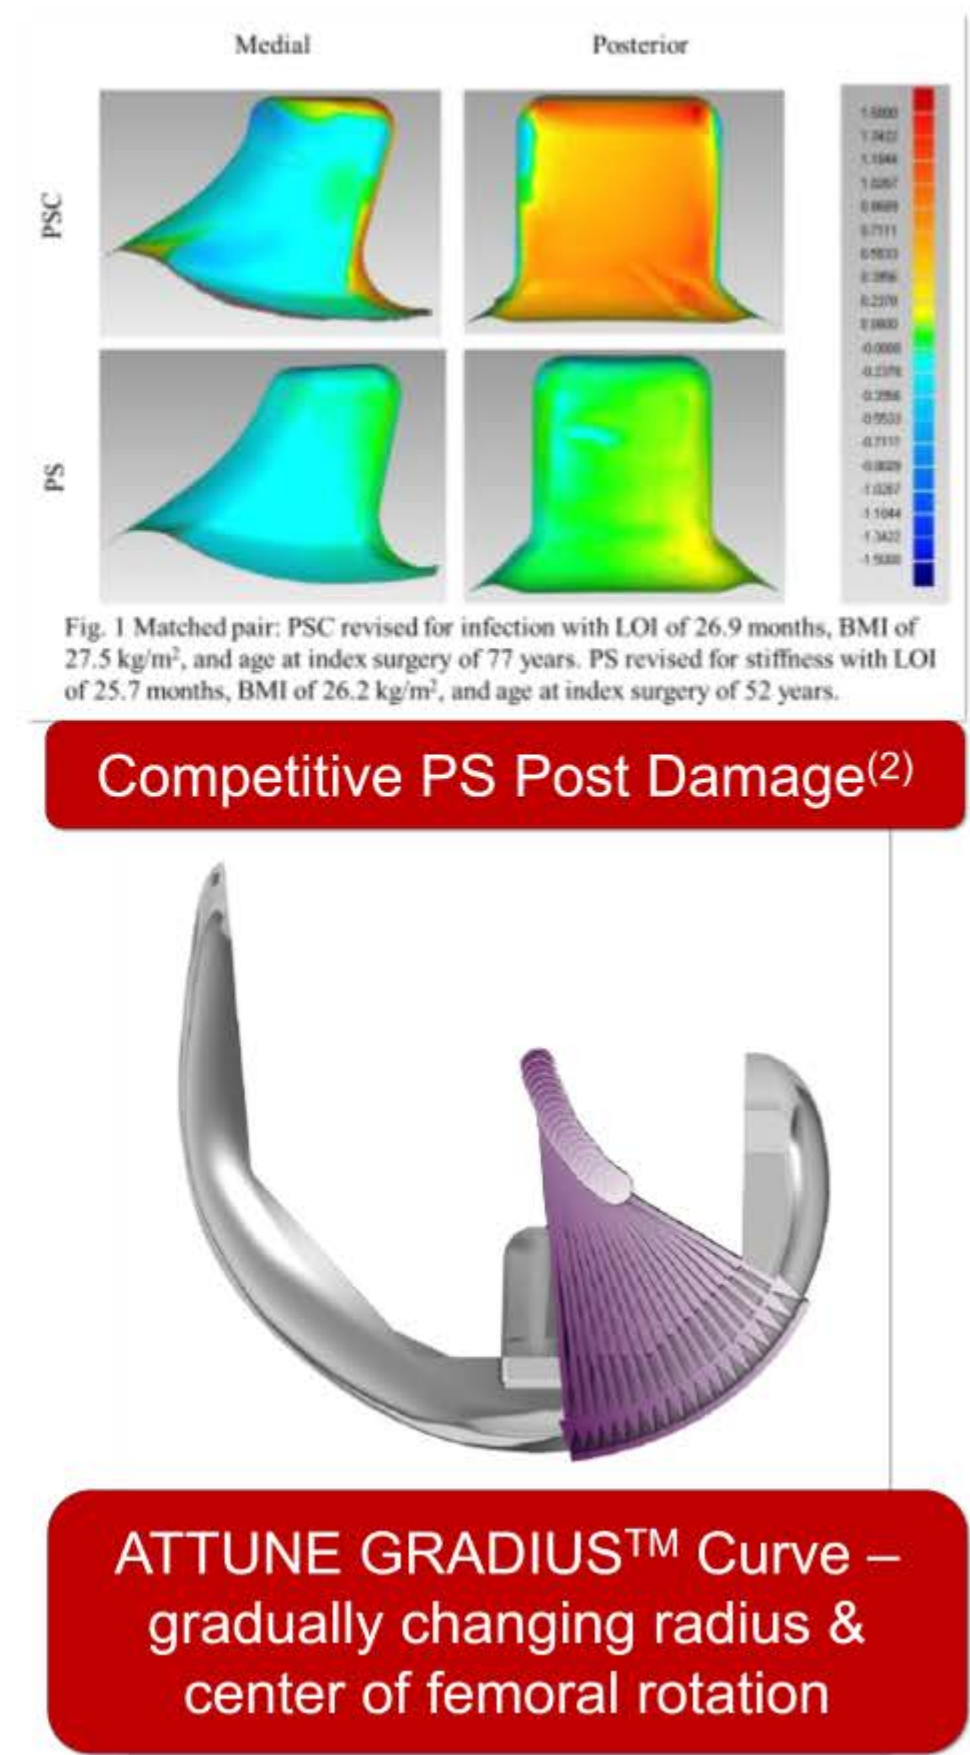 Medial
Posterior
PSC
PS
1.5000
Fig. 1 Matched pair: PSC revised for infection with LOI of 26.9 months, BMI of
27.5 kg/m², and age at index surgery of 77 years. PS revised for stiffness with LOI
of 25.7 months, BMI of 26.2 kg/m², and age at index surgery of 52 years.
Competitive PS Post Damage(2)
ATTUNE GRADIUS™ Curve –
gradually changing radius &
center of femoral rotation